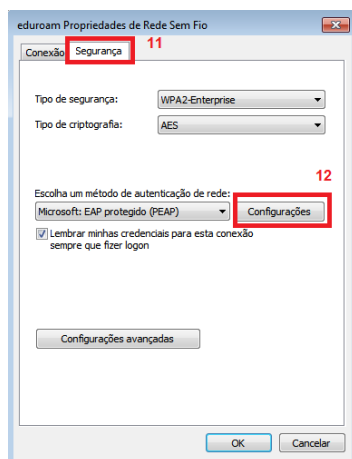 eduroam Propriedades de Rede Sem Fio
Conexão
Segurança
11
Tipo de segurança:
WPA2-Enterprise
Tipo de criptografia:
AES
12
Escolha um método de autenticação de rede:
Microsoft: EAP protegido (PEAP)
Configurações
Lembrar minhas credenciais para esta conexão
sempre que fizer logon
Configurações avançadas
OK
Cancelar